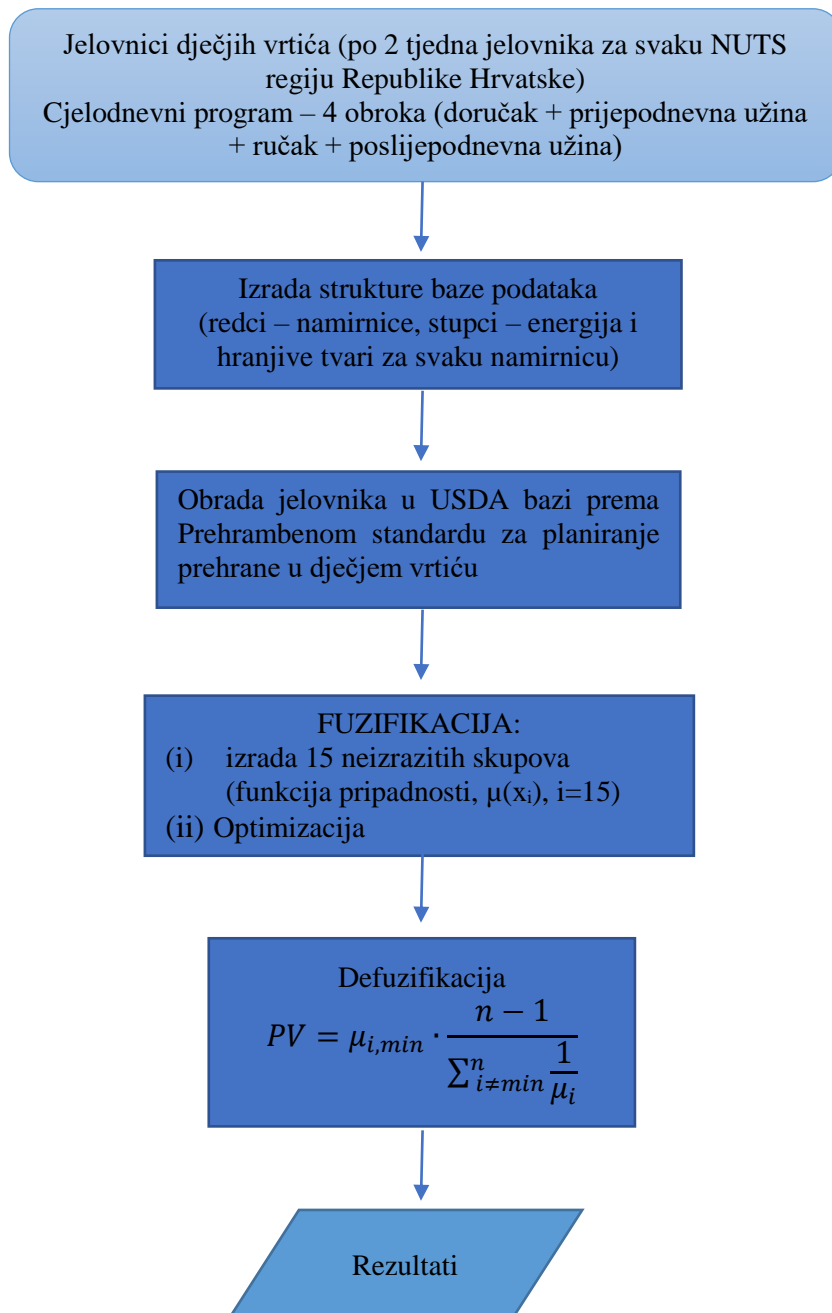 Jelovnici dječjih vrtića (po 2 tjedna jelovnika za svaku NUTS
regiju Republike Hrvatske)
Cjelodnevni program – 4 obroka (doručak + prijepodnevna užina
+ ručak + poslijepodnevna užina)
Izrada strukture baze podataka
(redci – namirnice, stupci – energija i
hranjive tvari za svaku namirnicu)
Obrada jelovnika u USDA bazi prema
Prehrambenom standardu za planiranje
prehrane u dječjem vrtiću
FUZIFIKACIJA:
(i) izrada 15 neizrazitih skupova
(funkcija pripadnosti, µ(xᵢ), i=15)
(ii) Optimizacija
Defuzifikacija
PV = μ_{i,min} · \frac{n − 1}{∑_{i≠min}^{n} \frac{1}{μ_i}}
Rezultati